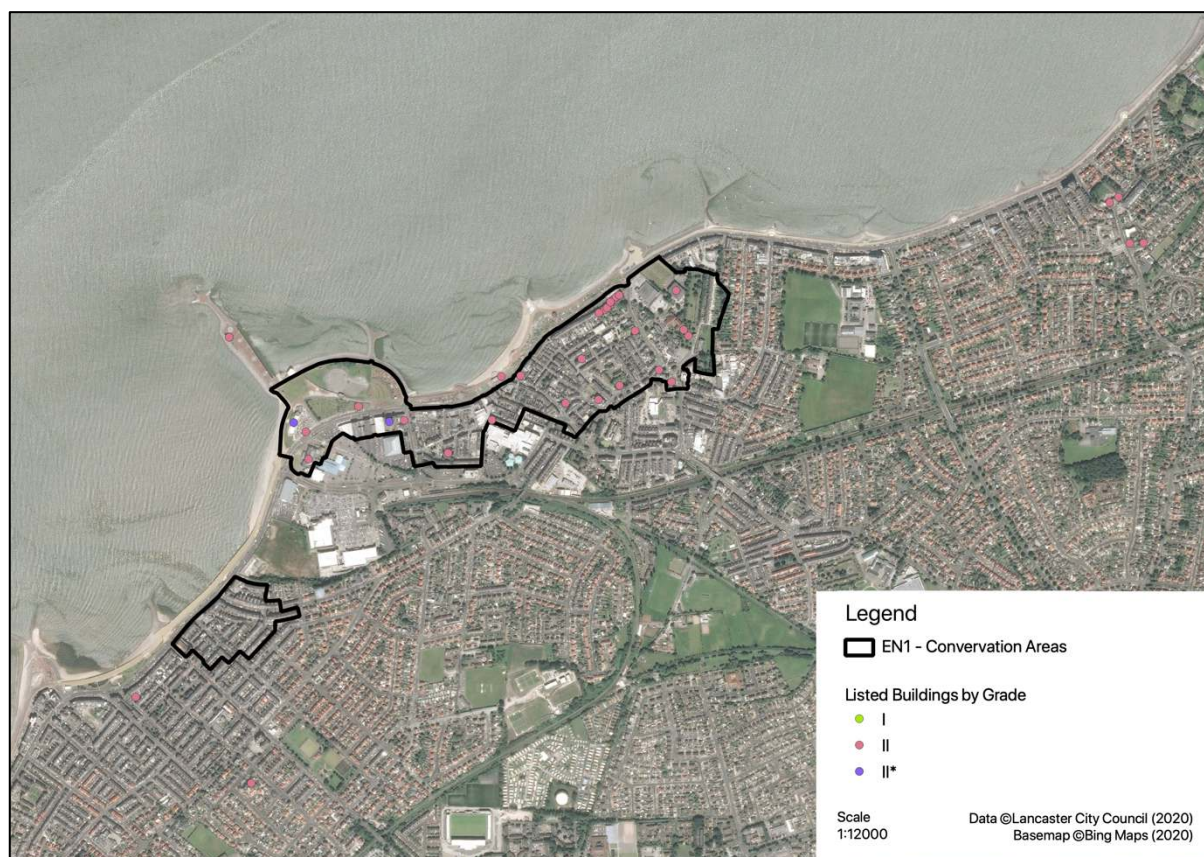 Legend
EN1 - Convervation Areas
Listed Buildings by Grade
I
II
II*
Scale
1:12000
Data ©Lancaster City Council (2020)
Basemap ©Bing Maps (2020)